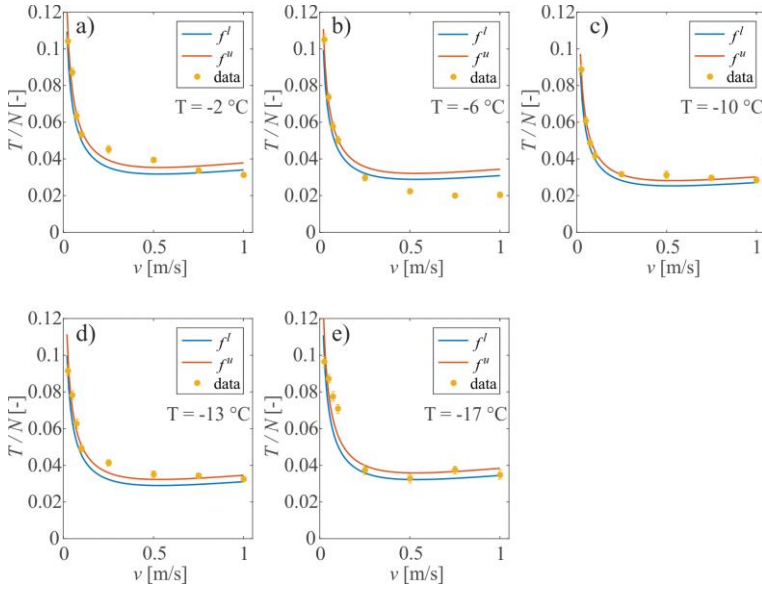 a)
0.12
0.1
0.08
0.06
0.04
0.02
0
T / N [-]
f^l
f^u
data
T = -2 °C
0
0.5
1
v [m/s]
b)
0.12
0.1
0.08
0.06
0.04
0.02
0
T / N [-]
f^l
f^u
data
T = -6 °C
0
0.5
1
v [m/s]
c)
0.12
0.1
0.08
0.06
0.04
0.02
0
T / N [-]
f^l
f^u
data
T = -10 °C
0
0.5
1
v [m/s]
d)
0.12
0.1
0.08
0.06
0.04
0.02
0
T / N [-]
f^l
f^u
data
T = -13 °C
0
0.5
1
v [m/s]
e)
0.12
0.1
0.08
0.06
0.04
0.02
0
T / N [-]
f^l
f^u
data
T = -17 °C
0
0.5
1
v [m/s]